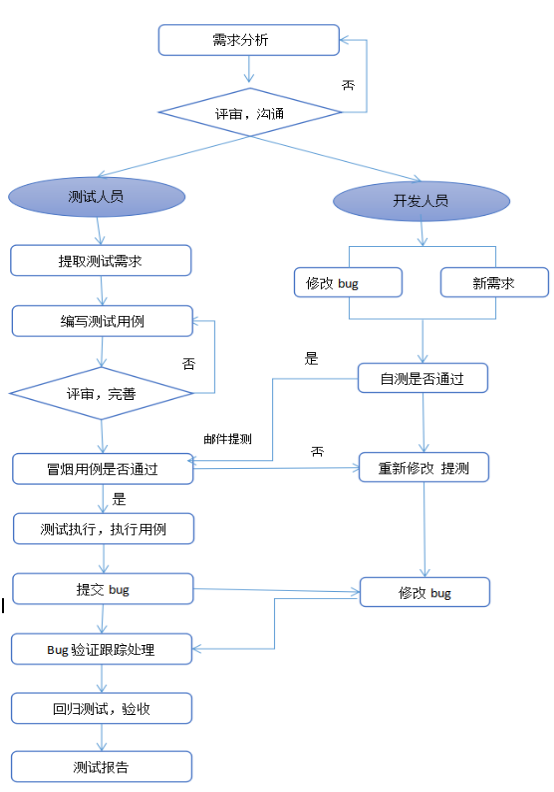 需求分析
否
评审，沟通
测试人员
开发人员
提取测试需求
修改 bug
新需求
编写测试用例
否
是
自测是否通过
评审，完善
邮件提测
否
冒烟用例是否通过
重新修改 提测
是
测试执行，执行用例
提交 bug
修改 bug
Bug 验证跟踪处理
回归测试，验收
测试报告